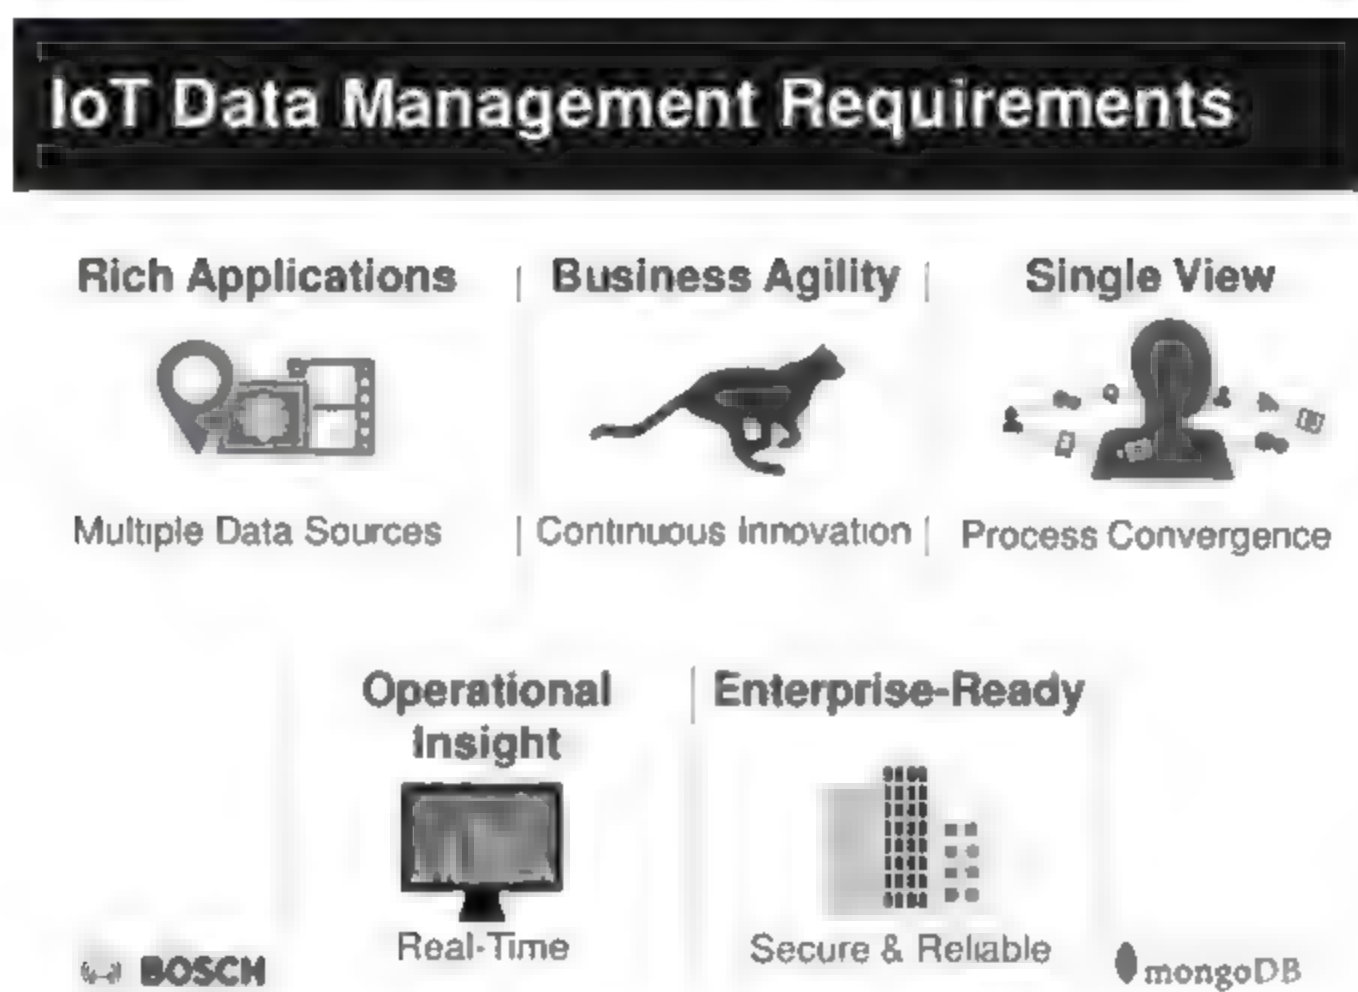 IoT Data Management Requirements
Rich Applications
Business Agility
Single View
Multiple Data Sources
Continuous Innovation
Process Convergence
Operational
Insight
Enterprise-Ready
Real-Time
Secure & Reliable
BOSCH
mongoDB